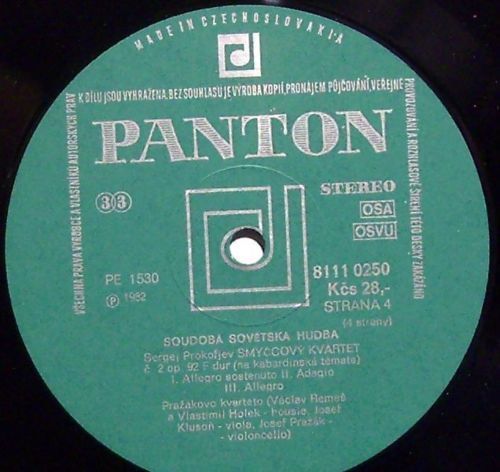 MADE IN CZECHOSLOVAKIA
VŠECHNA PRÁVA VÝROBCE A VLASTNÍKŮ AUTORSKÝCH PRÁV K DÍLU JSOU VYHRAŽENA, BEZ SOUHLASU JE VÝROBA KOPIÍ, PRONÁJEM PŮJČOVÁNÍ, VEŘEJNÉ PROVOZOVÁNÍ A ROZHLASOVÉ ŠÍŘENÍ TÉTO DESKY ZAKÁZÁNO
PANTON
33
STEREO
OSA
OSVU
PE 1530
Ⓟ 1982
8111 0250
Kčs 28,-
STRANA 4
(4 strany)
SOUDOBÁ SOVĚTSKÁ HUDBA
Sergej Prokofjev SMYČCOVÝ KVARTET
č. 2 op. 92 F dur (na kabardinská témata)
I. Allegro sostenuto II. Adagio
III. Allegro
Pražákovo kvarteto (Václav Remeš
a Vlastimil Holek - housle, Josef
Klusoň - viola, Josef Pražák -
- violoncello)